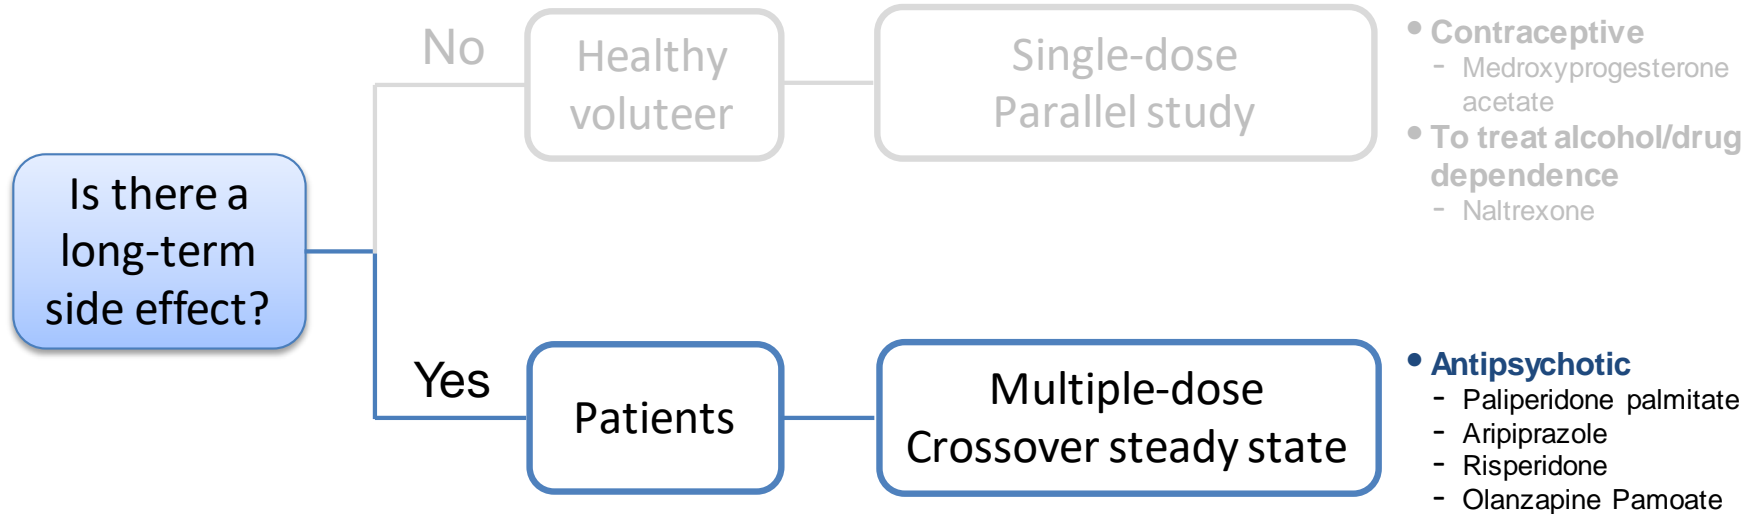 No
Healthy
voluteer
Single-dose
Parallel study
• Contraceptive
- Medroxyprogesterone
acetate
• To treat alcohol/drug
dependence
- Naltrexone
Is there a
long-term
side effect?
Yes
Patients
Multiple-dose
Crossover steady state
• Antipsychotic
- Paliperidone palmitate
- Aripiprazole
- Risperidone
- Olanzapine Pamoate